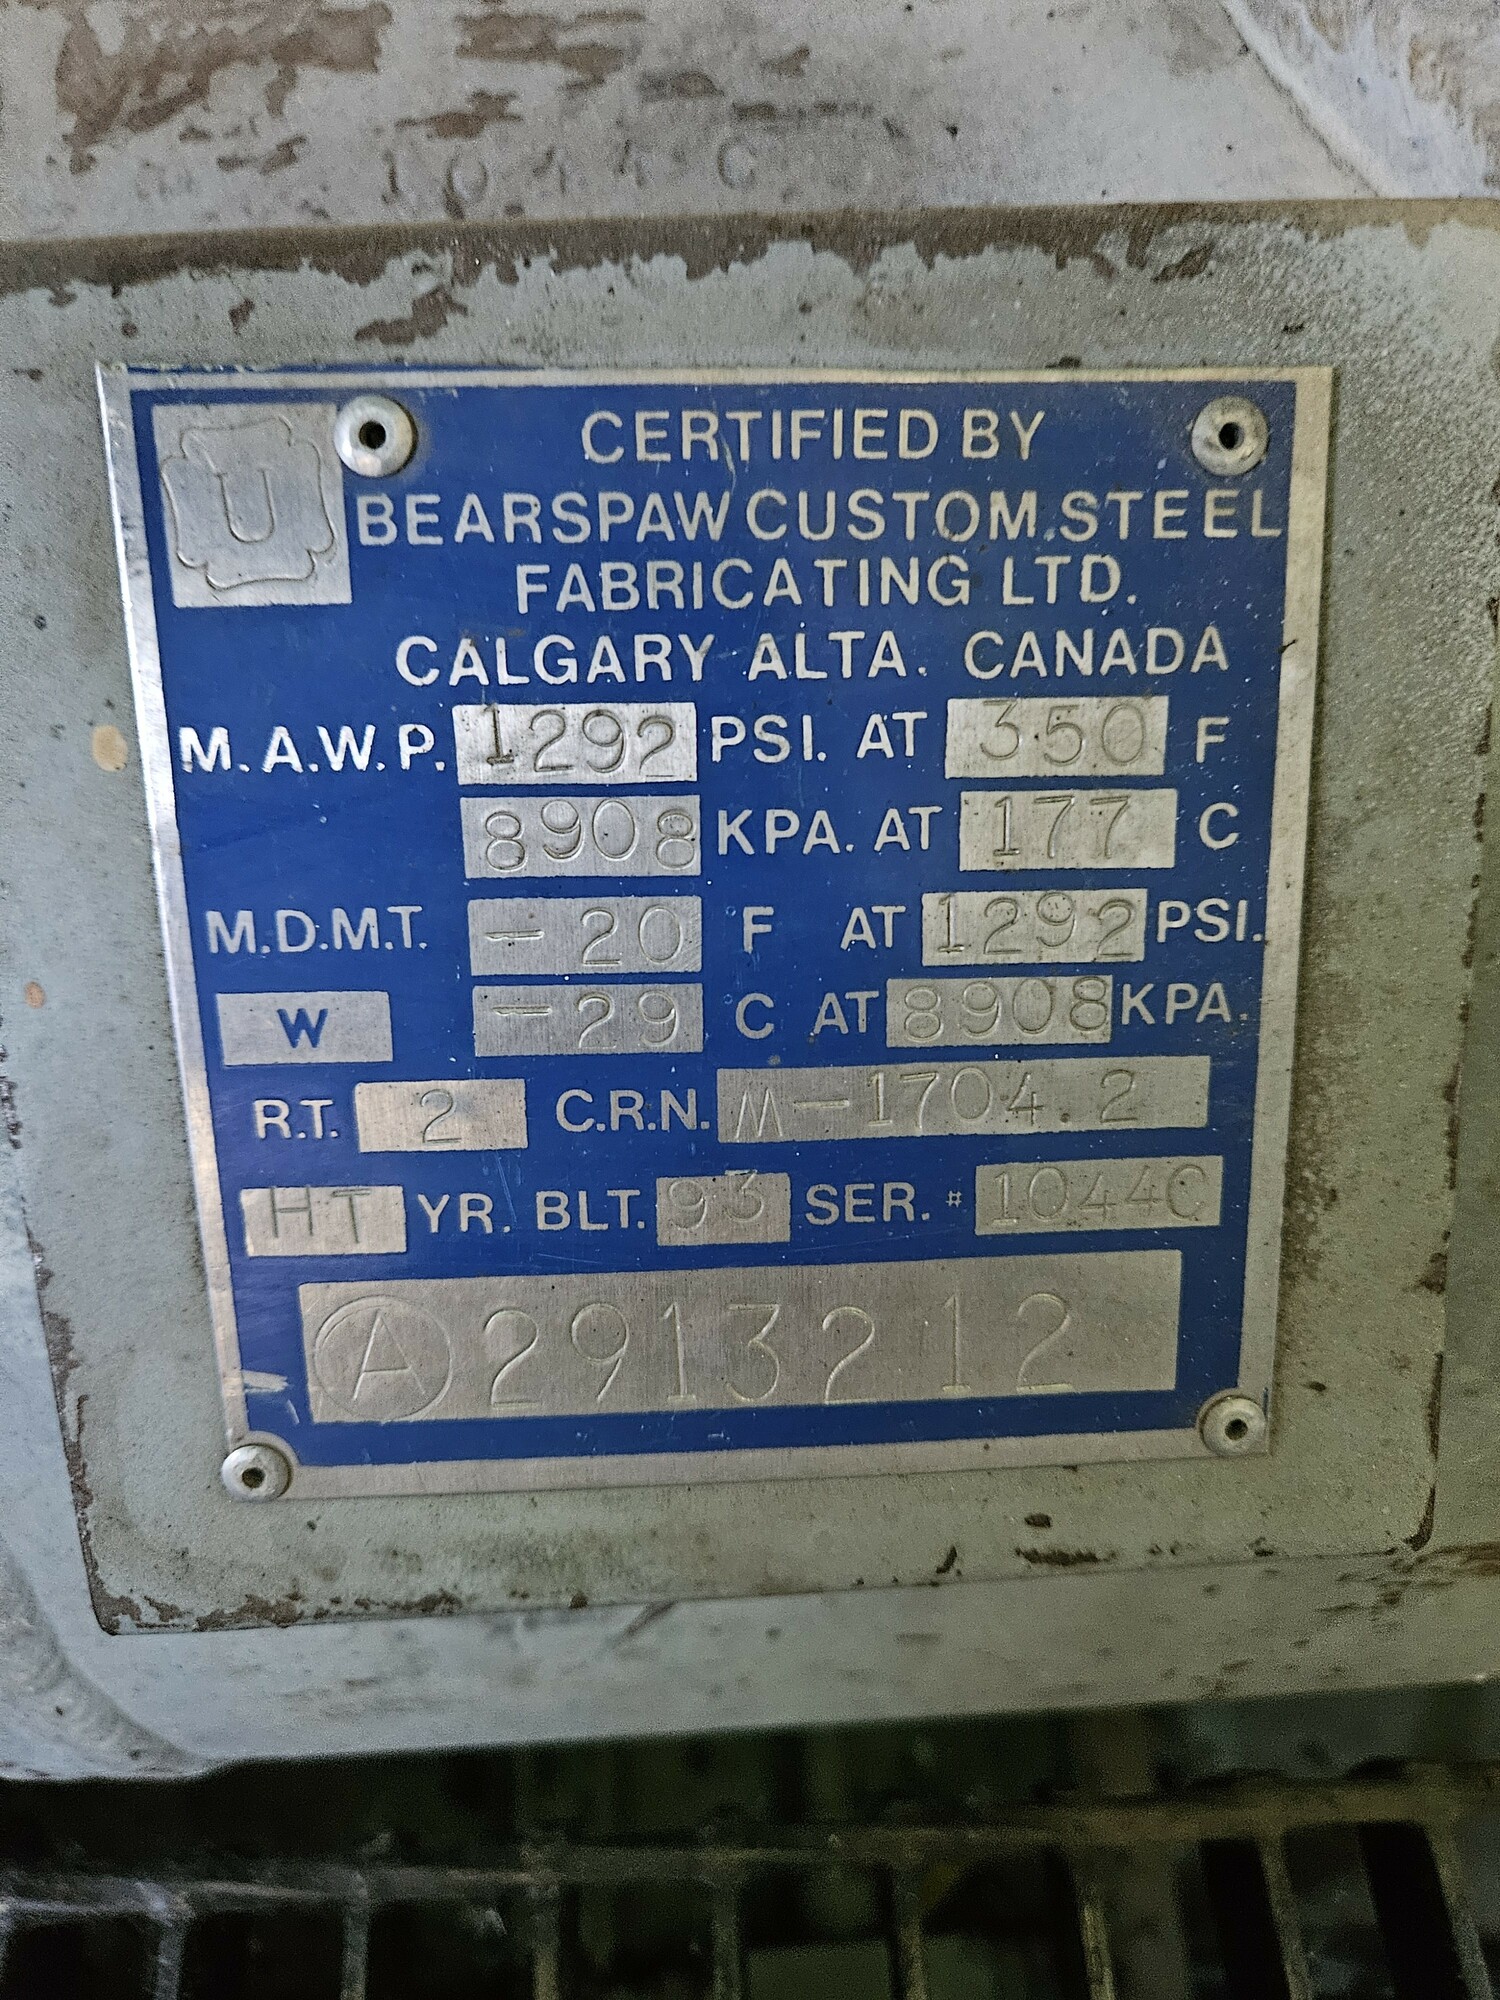 1044 C
U
CERTIFIED BY
BEARSPAW CUSTOM.STEEL
FABRICATING LTD.
CALGARY ALTA. CANADA
M.A.W.P. 1292 PSI. AT 350 F
8908 KPA. AT 177 C
M.D.M.T. -20 °F AT 1292 PSI.
W -29 °C AT 8908 KPA.
R.T. 2 C.R.N. M-1704.2
HT YR. BLT. 93 SER. # 1044C
A 2913212